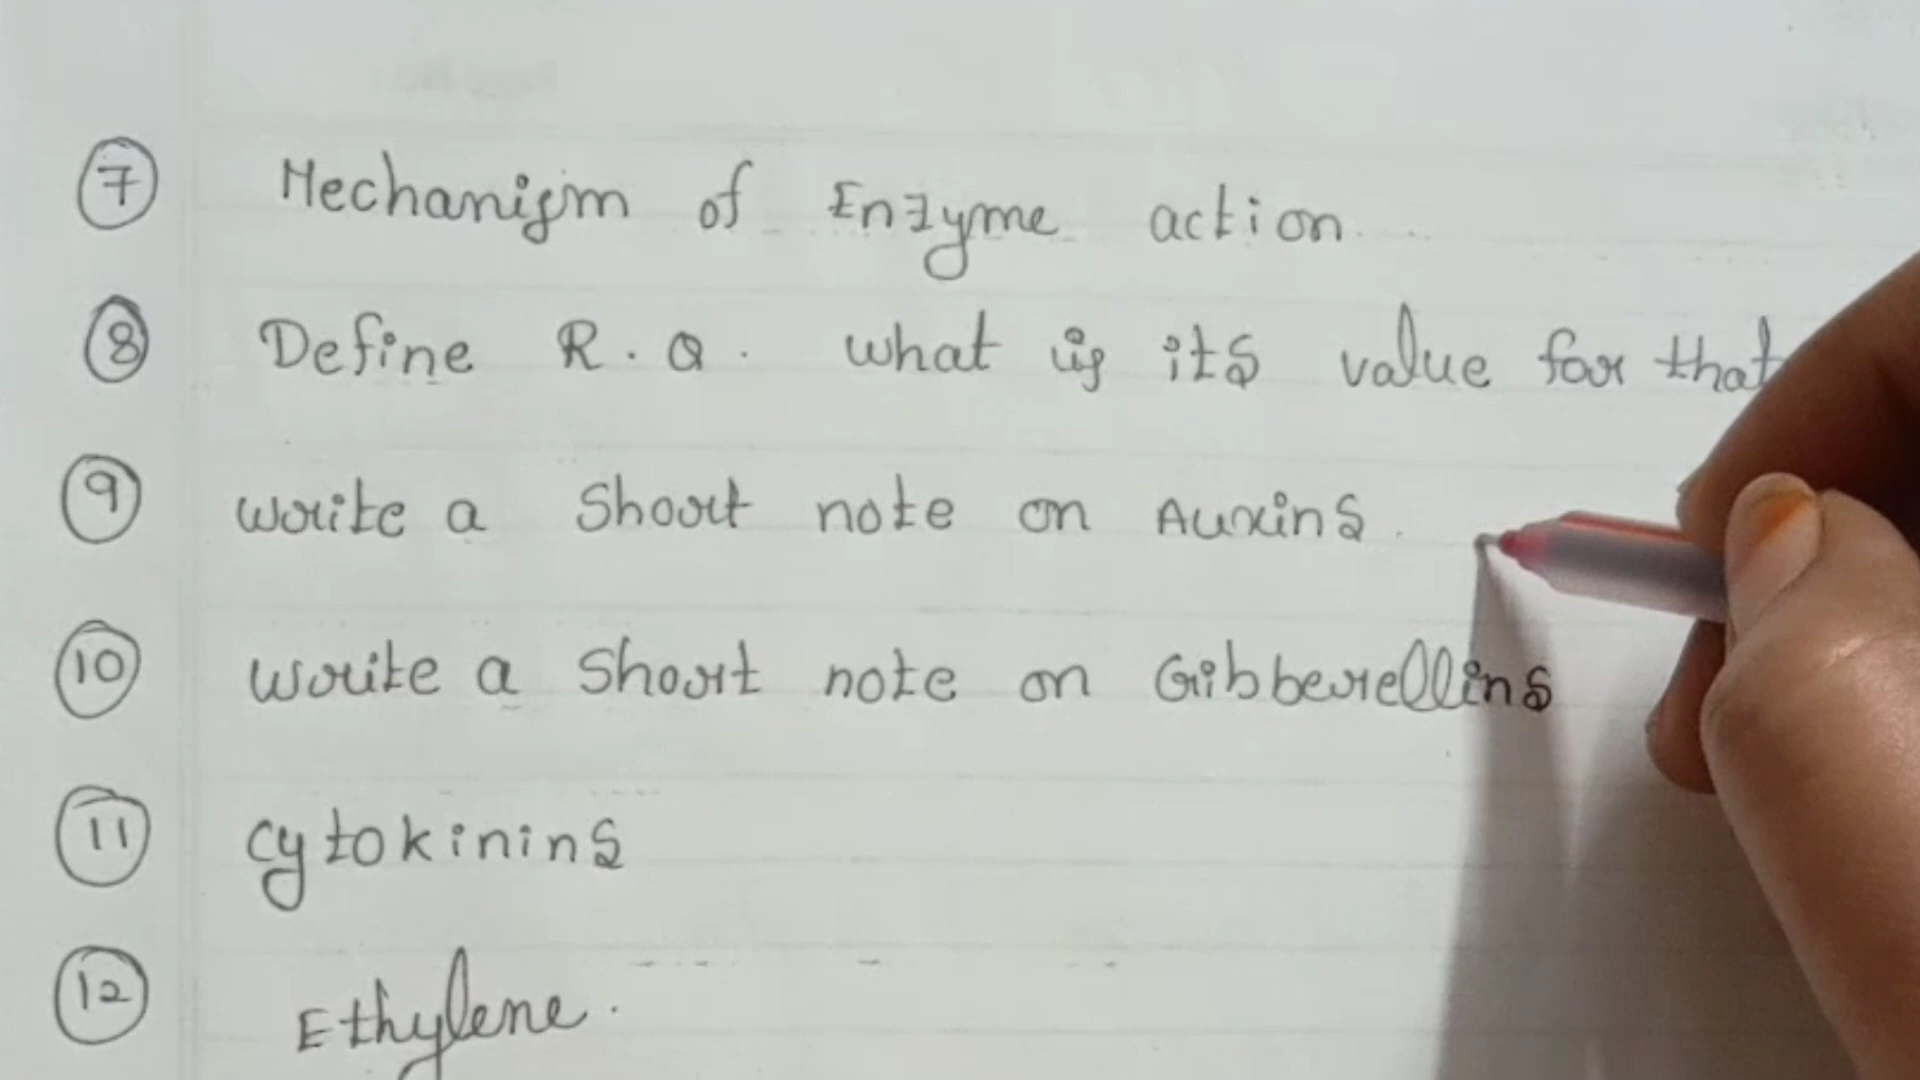 7 Mechanism of Enzyme action
8 Define R.Q. what is its value for that
9 write a short note on Auxins.
10 write a short note on Gibberellins
11 cytokinins
12 Ethylene.